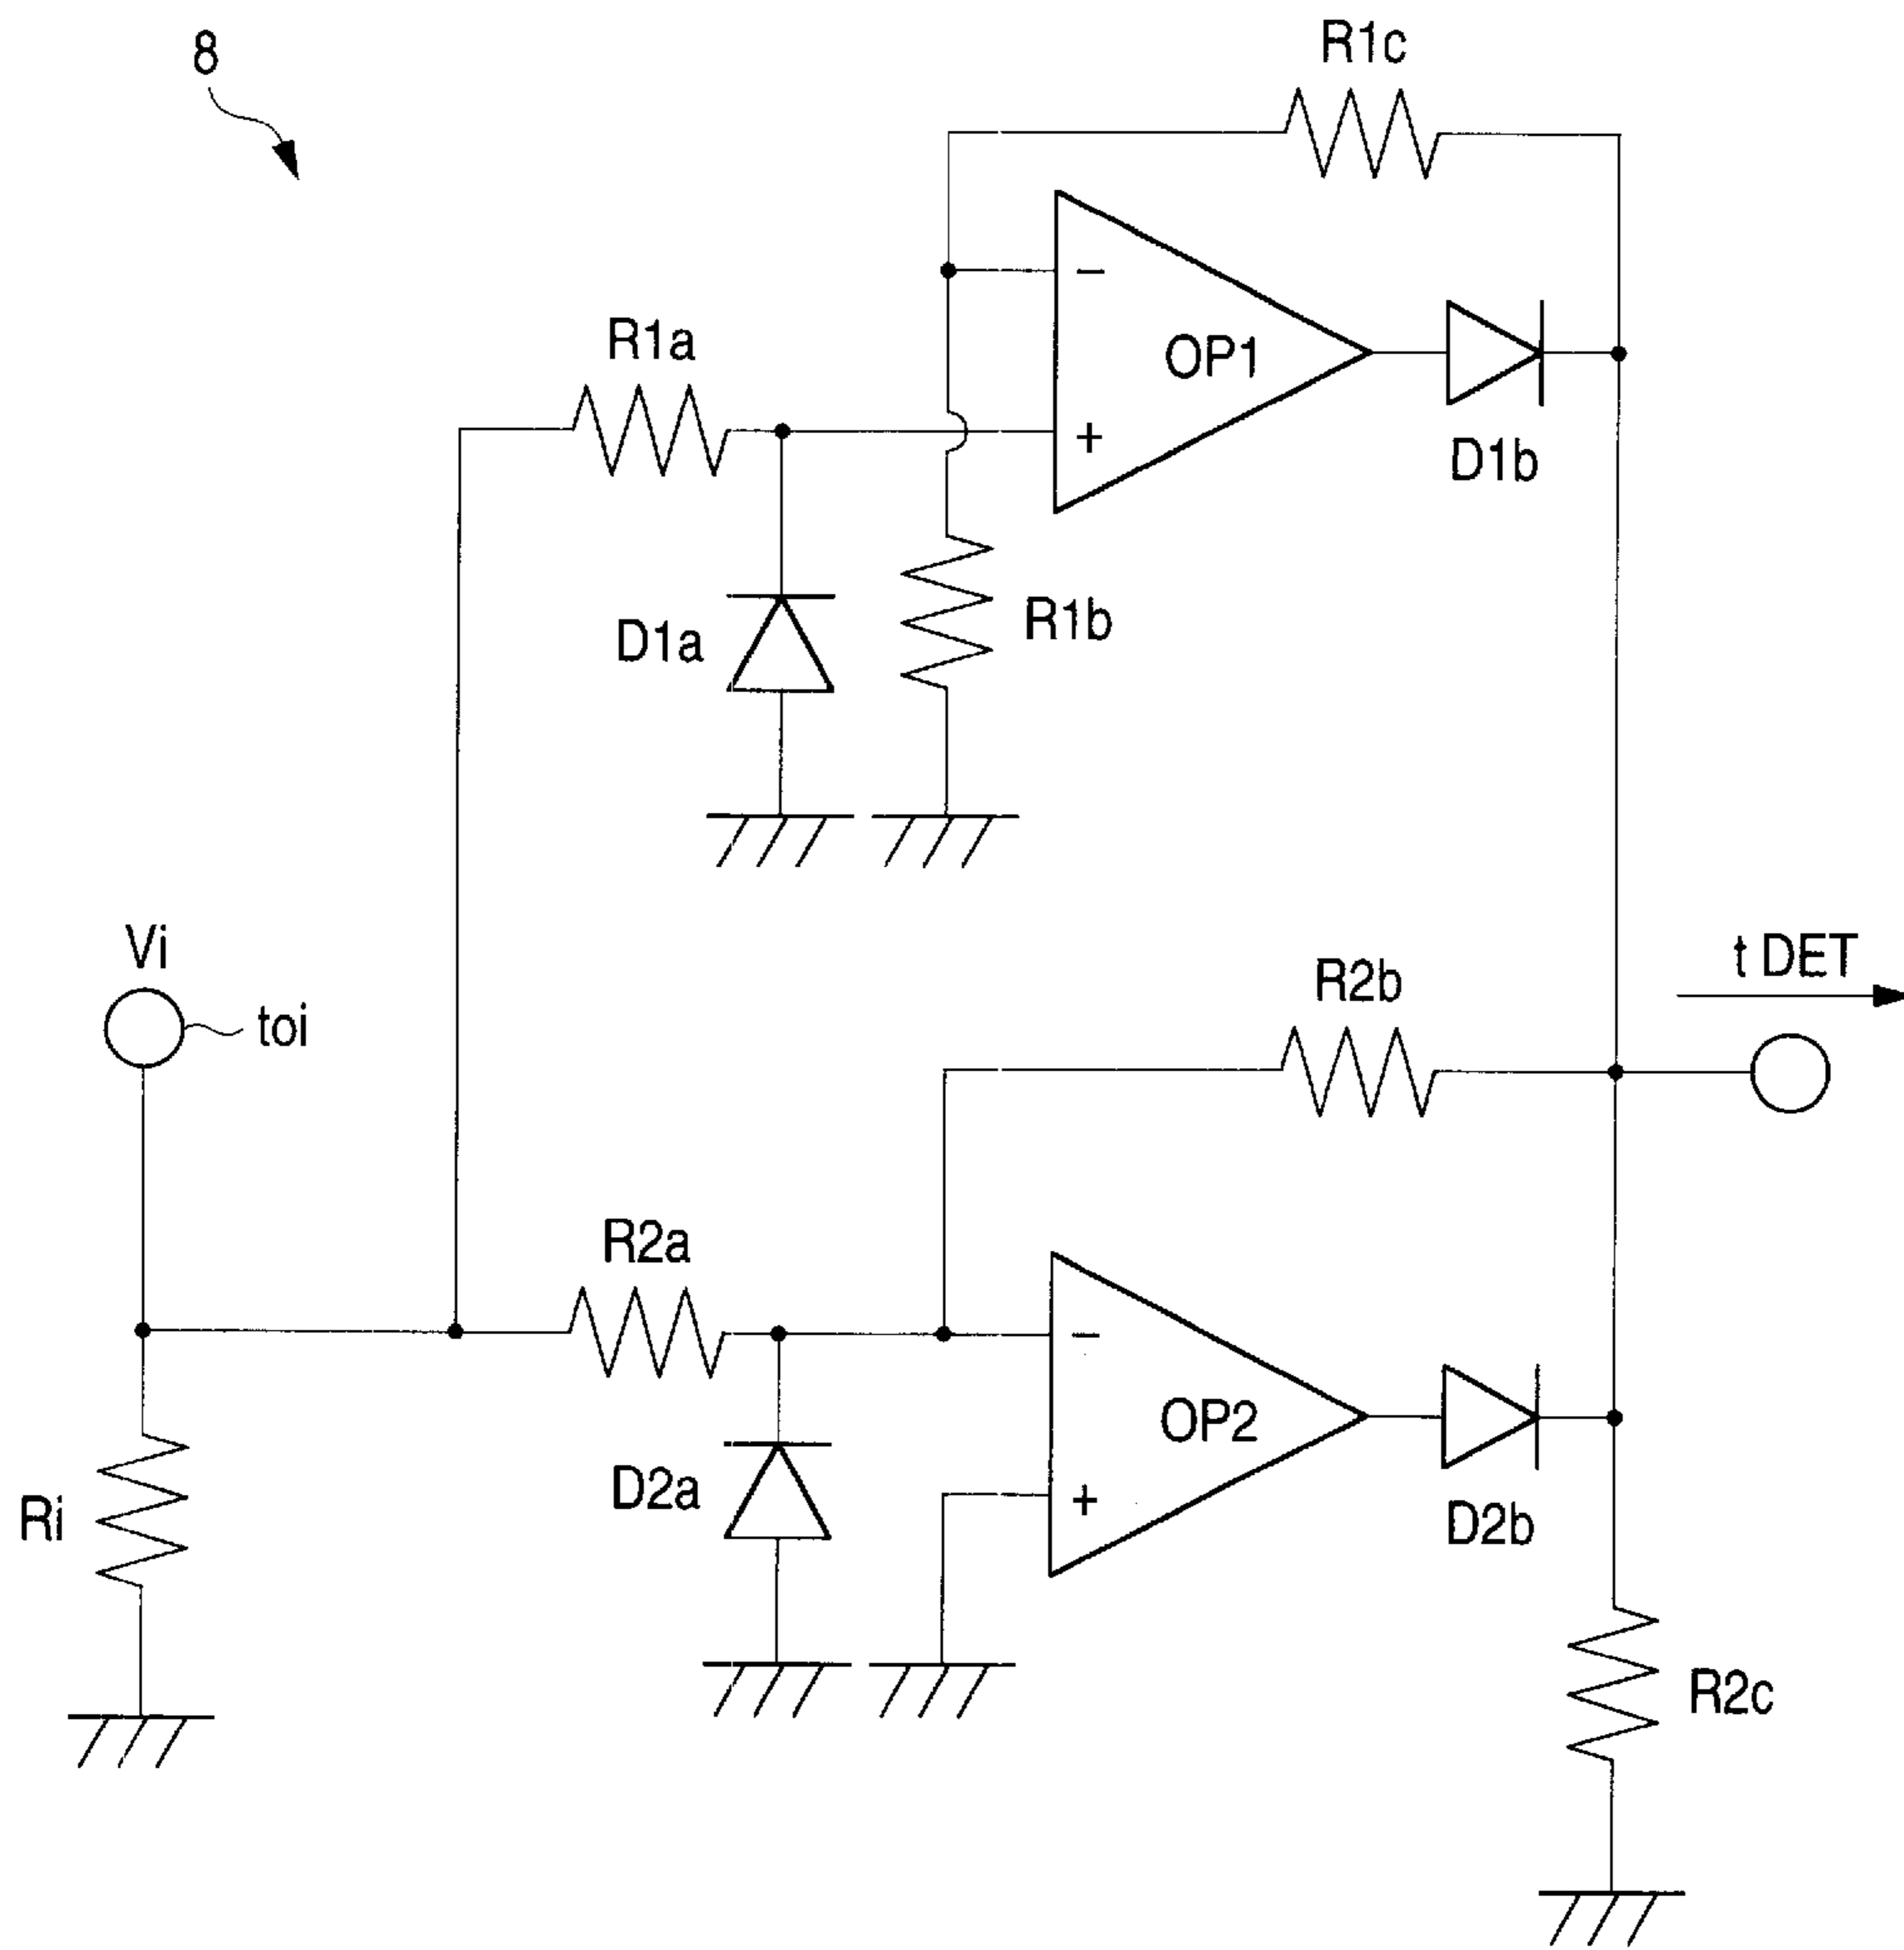 8
R1c
−
R1a
OP1
+
D1b
D1a
R1b
Vi
t DET
R2b
toi
R2a
−
OP2
D2a
+
Ri
D2b
R2c